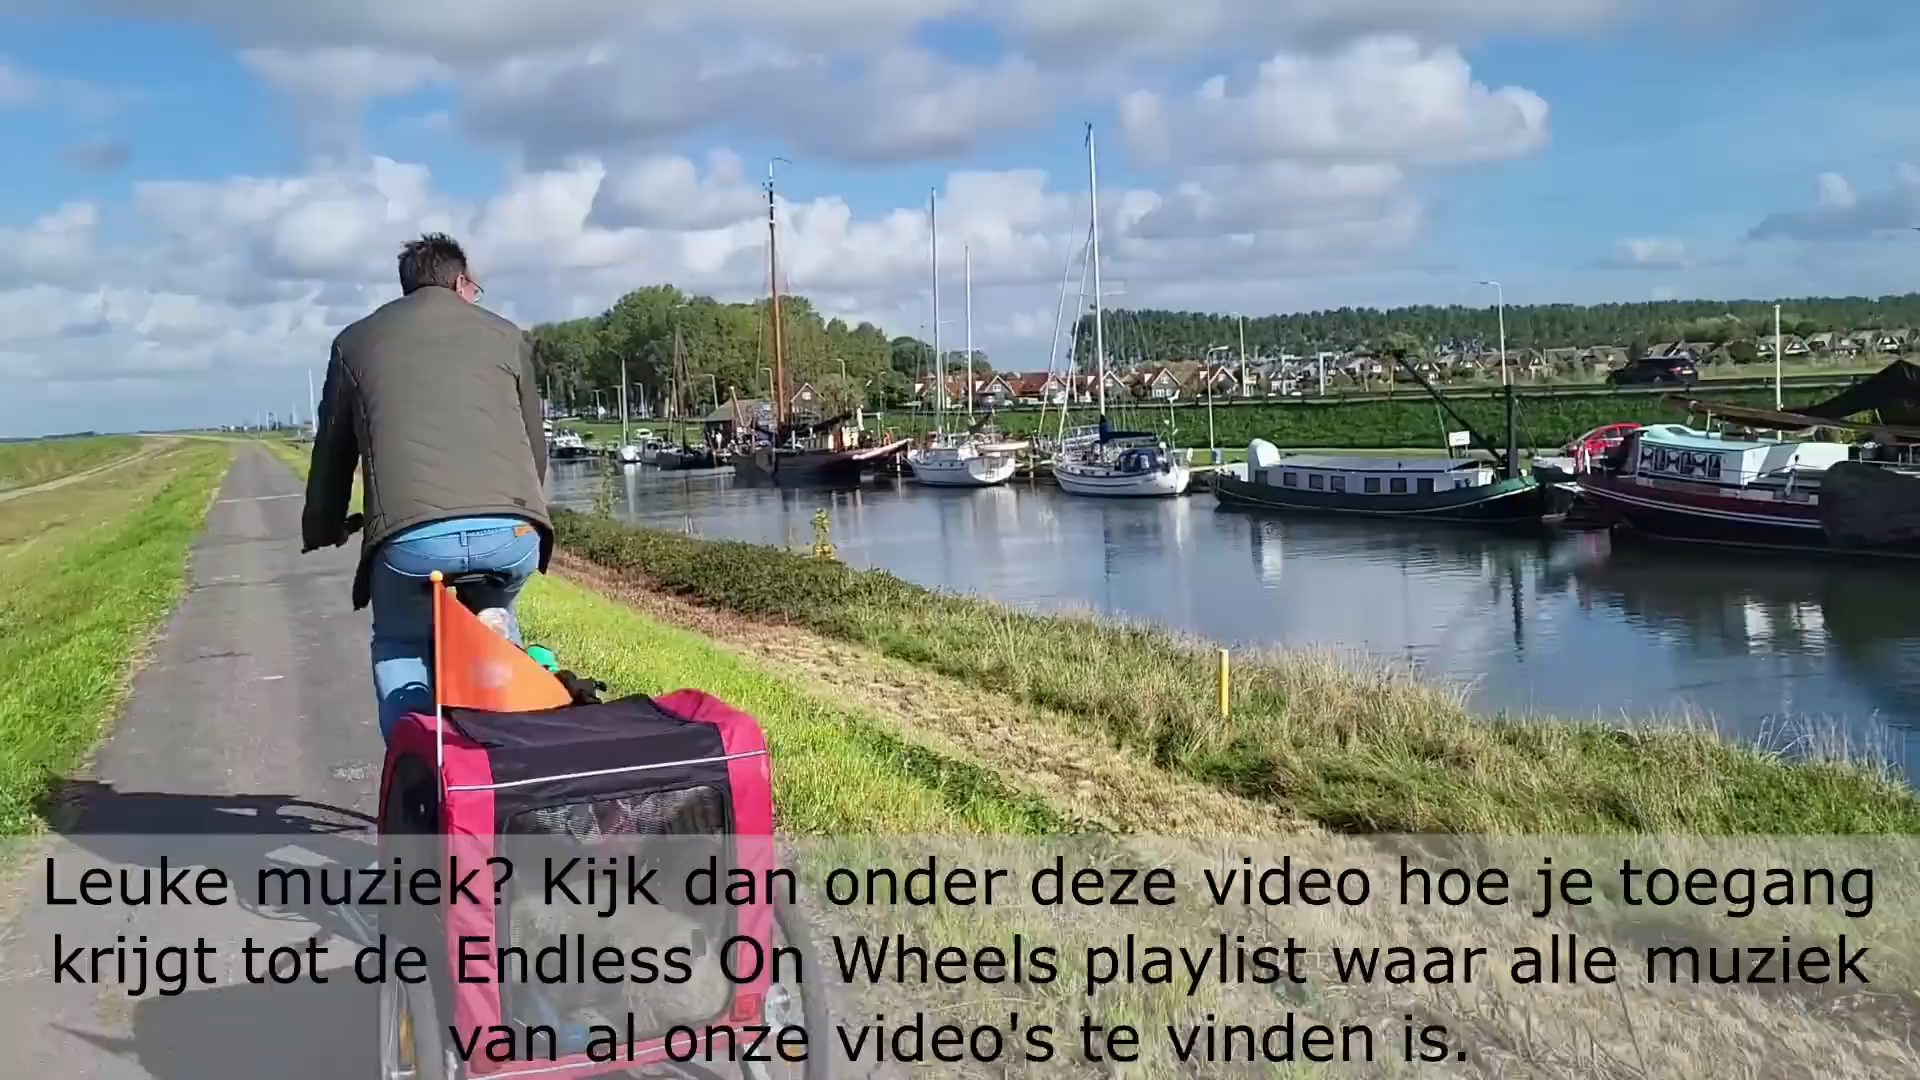 Leuke muziek? Kijk dan onder deze video hoe je toegang
krijgt tot de Endless On Wheels playlist waar alle muziek
van al onze video's te vinden is.